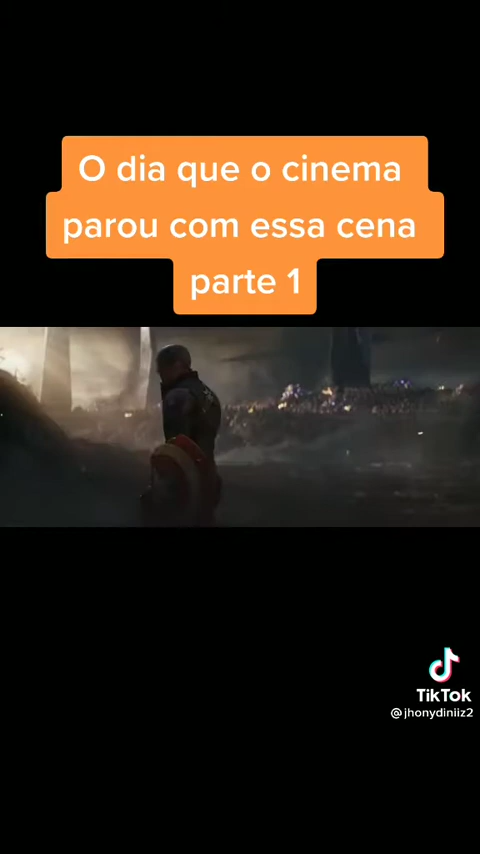 O dia que o cinema
parou com essa cena
parte 1
TikTok
@jhonydiniiz2